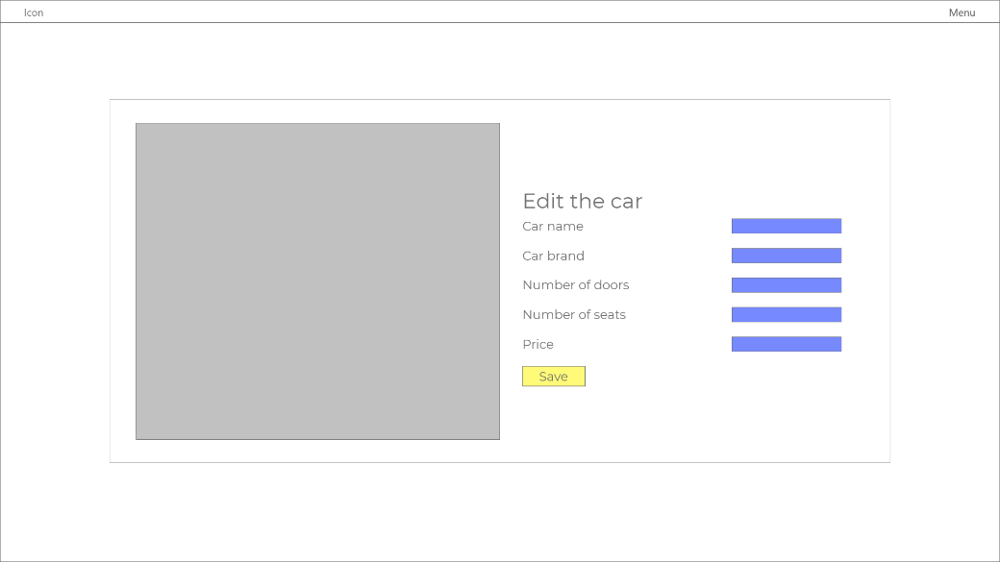 Icon
Menu
Edit the car
Car name
Car brand
Number of doors
Number of seats
Price
Save